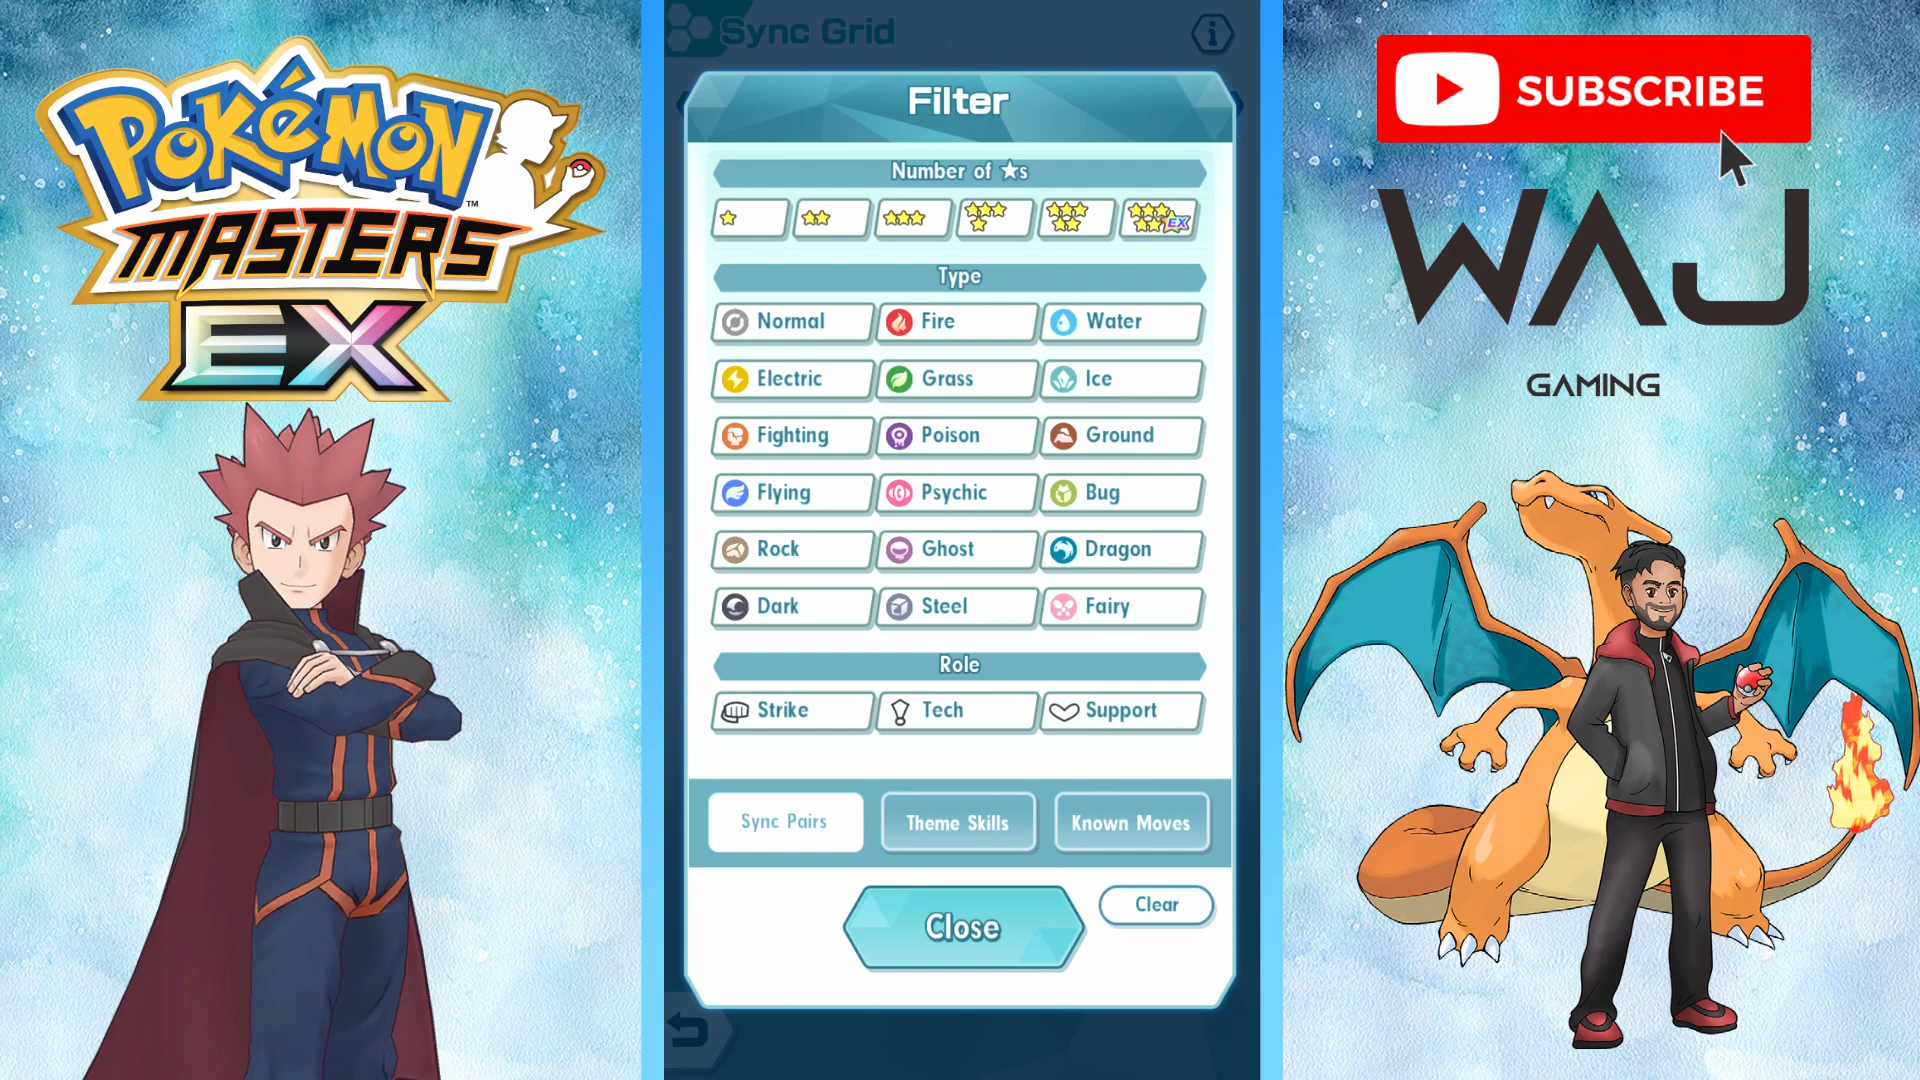 POKÉMON
TM
MASTERS
EX
Sync Grid
Filter
Number of ★s
EX
Type
Normal
Fire
Water
Electric
Grass
Ice
Fighting
Poison
Ground
Flying
Psychic
Bug
Rock
Ghost
Dragon
Dark
Steel
Fairy
Role
Strike
Tech
Support
Sync Pairs
Theme Skills
Known Moves
Close
Clear
SUBSCRIBE
WAJ
GAMING